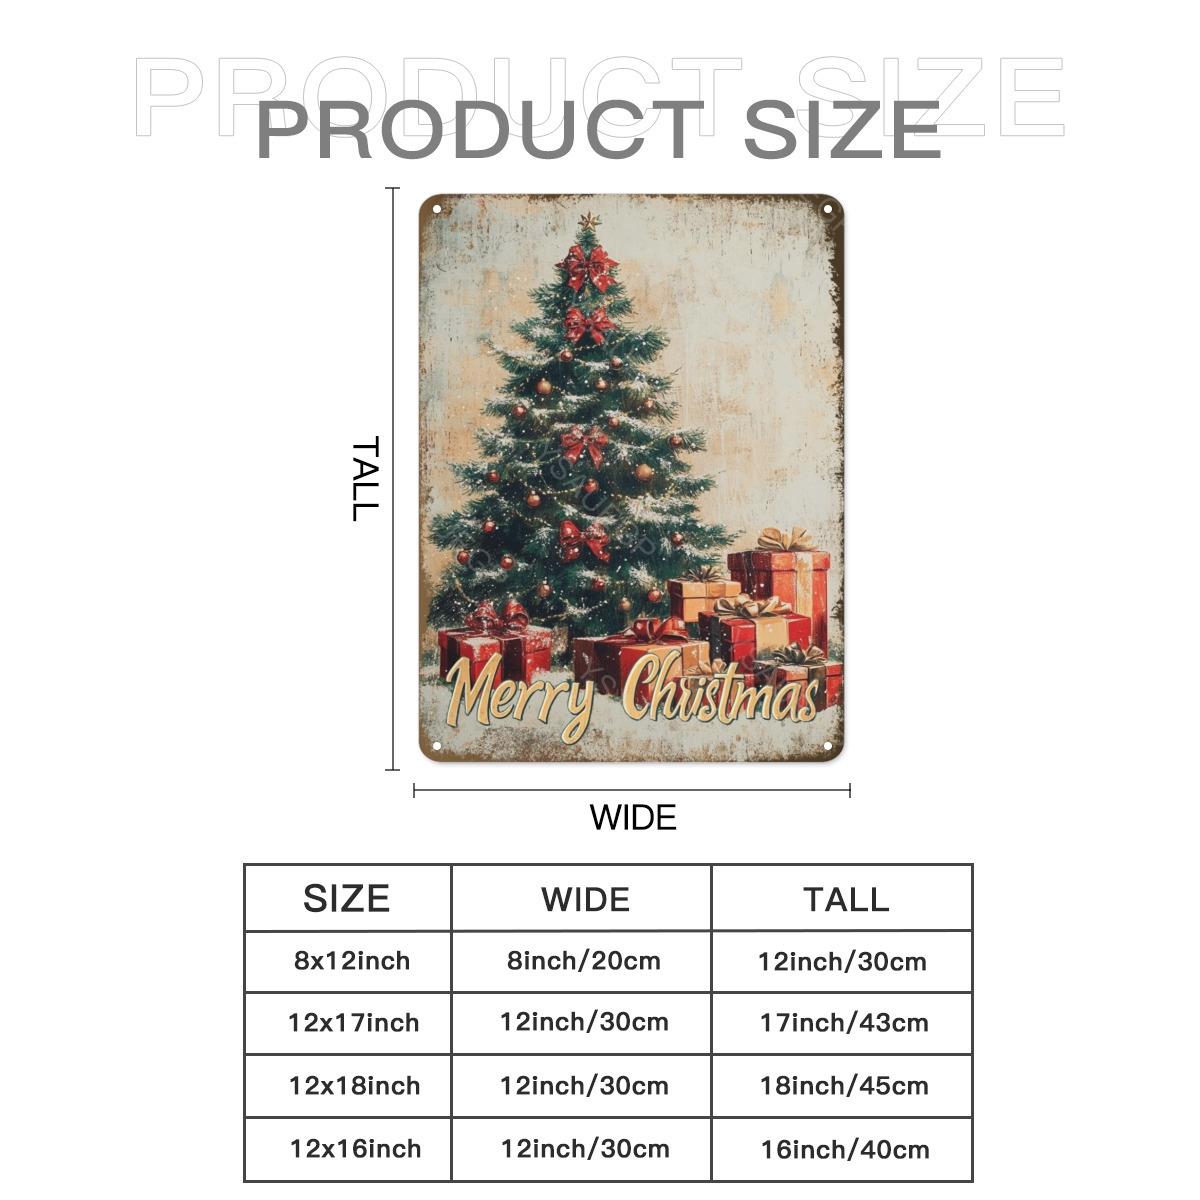 PRODUCT SIZE
PRODUCT SIZE
TALL
Merry Christmas
WIDE
SIZE WIDE TALL
8x12inch 8inch/20cm 12inch/30cm
12x17inch 12inch/30cm 17inch/43cm
12x18inch 12inch/30cm 18inch/45cm
12x16inch 12inch/30cm 16inch/40cm